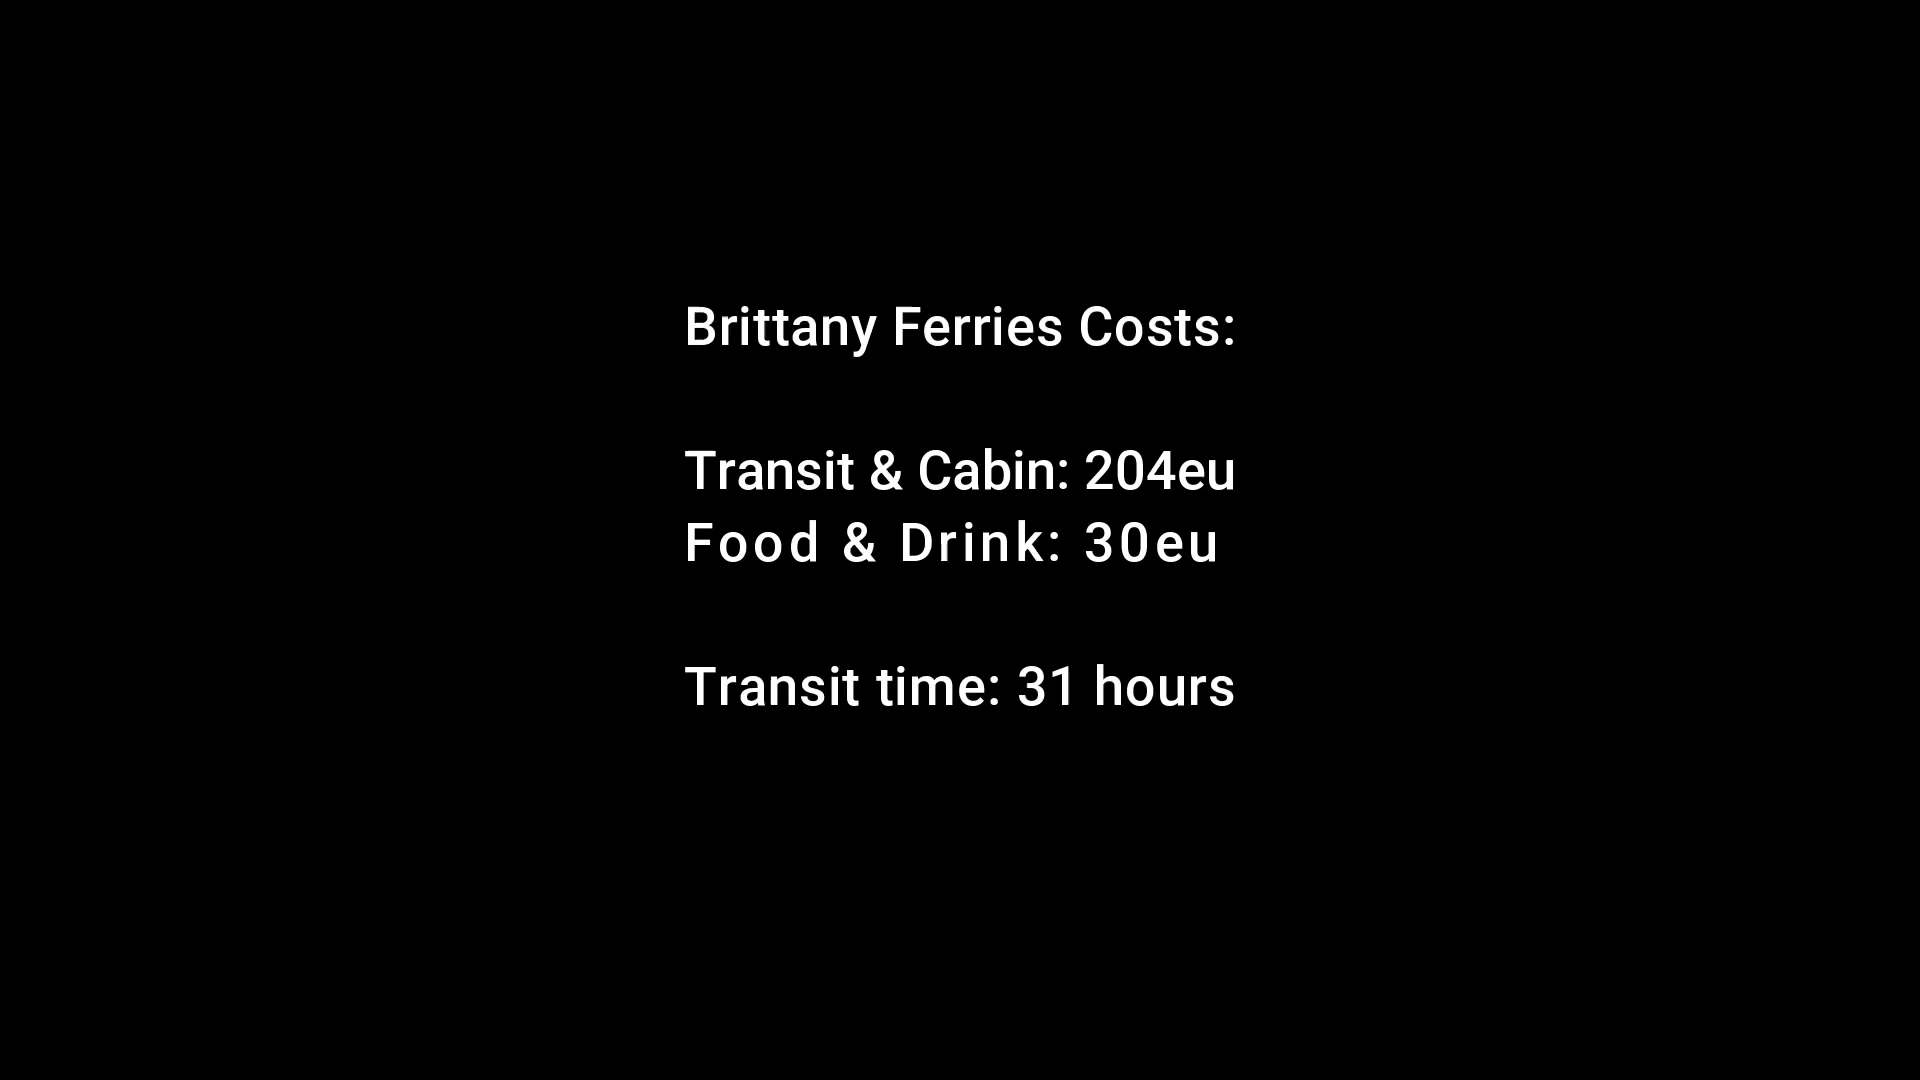 Brittany Ferries Costs:
Transit & Cabin: 204eu
Food & Drink: 30eu
Transit time: 31 hours